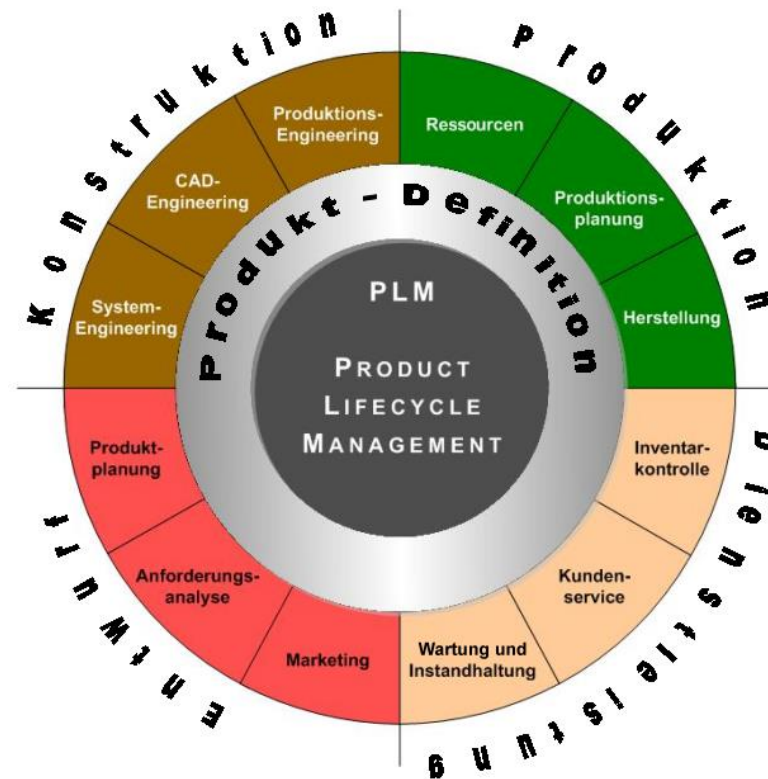 Konstruktion
Produktion
Produktions-
Engineering
Ressourcen
CAD-
Engineering
Produktions-
planung
System-
Engineering
Herstellung
Produkt - Definition
PLM
PRODUCT
LIFECYCLE
MANAGEMENT
Produkt-
planung
Inventar-
kontrolle
Anforderungs-
analyse
Kunden-
service
Marketing
Wartung und
Instandhaltung
Entwurf
Dienstleistung